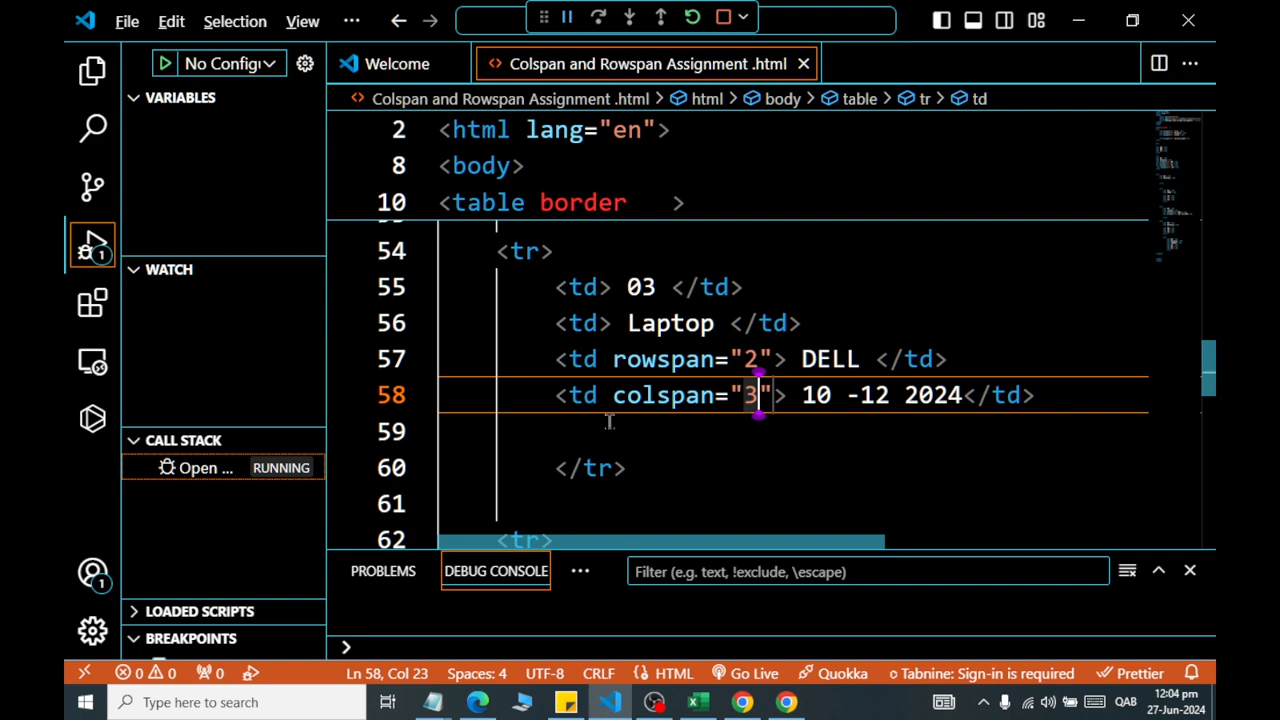 File Edit Selection View ···
No Configu
Welcome
Colspan and Rowspan Assignment .html
Colspan and Rowspan Assignment .html > html > body > table > tr > td
VARIABLES
WATCH
CALL STACK
Open ... RUNNING
LOADED SCRIPTS
BREAKPOINTS
2 <html lang="en">
8 <body>
10 <table border >
54 <tr>
55 <td> 03 </td>
56 <td> Laptop </td>
57 <td rowspan="2"> DELL </td>
58 <td colspan="3"> 10 -12 2024</td>
59
60 </tr>
61
62 <tr>
PROBLEMS DEBUG CONSOLE ···
Filter (e.g. text, !exclude, \escape)
1
1
0 0 0 Ln 58, Col 23 Spaces: 4 UTF-8 CRLF HTML Go Live Quokka Tabnine: Sign-in is required Prettier
Type here to search
QAB
12:04 pm
27-Jun-2024